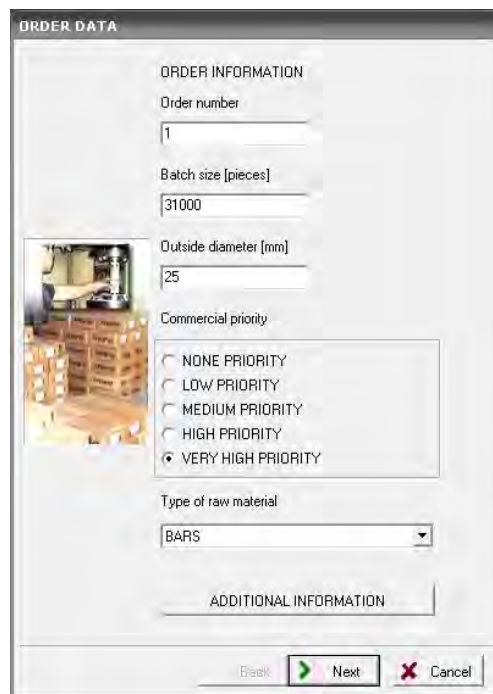 ORDER DATA
ORDER INFORMATION
Order number
1
Batch size [pieces]
31000
Outside diameter [mm]
25
Commercial priority
NONE PRIORITY
LOW PRIORITY
MEDIUM PRIORITY
HIGH PRIORITY
VERY HIGH PRIORITY
Type of raw material
BARS
ADDITIONAL INFORMATION
Back Next Cancel